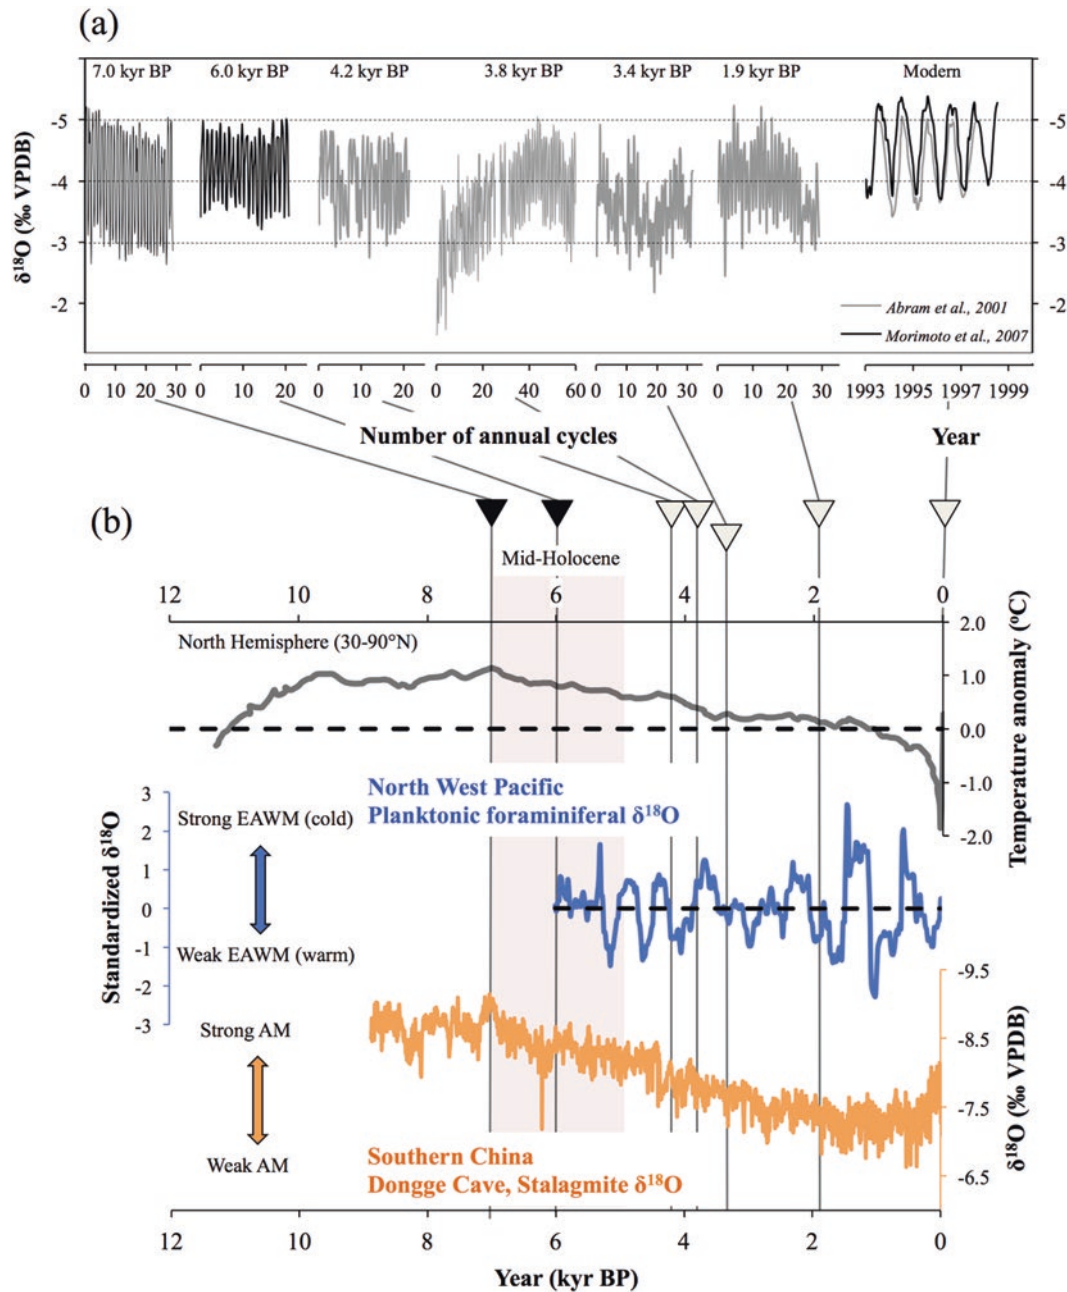 (a)
7.0 kyr BP 6.0 kyr BP 4.2 kyr BP 3.8 kyr BP 3.4 kyr BP 1.9 kyr BP Modern
δ¹⁸O (‰ VPDB)
-5 -5
-4 -4
-3 -3
-2 -2
Abram et al., 2001
Morimoto et al., 2007
0 10 20 30 0 10 20 0 10 20 0 20 40 60 0 10 20 30 0 10 20 30 1993 1995 1997 1999
Number of annual cycles Year
(b)
Mid-Holocene
12 10 8 6 4 2 0
North Hemisphere (30-90°N)
Temperature anomaly (°C)
2.0
1.0
0.0
-1.0
-2.0
North West Pacific
Planktonic foraminiferal δ¹⁸O
Standardized δ¹⁸O
3
2
1
0
-1
-2
-3
Strong EAWM (cold)
Weak EAWM (warm)
Strong AM
Weak AM
Southern China
Dongge Cave, Stalagmite δ¹⁸O
-9.5
-8.5
-7.5
-6.5
δ¹⁸O (‰ VPDB)
12 10 8 6 4 2 0
Year (kyr BP)